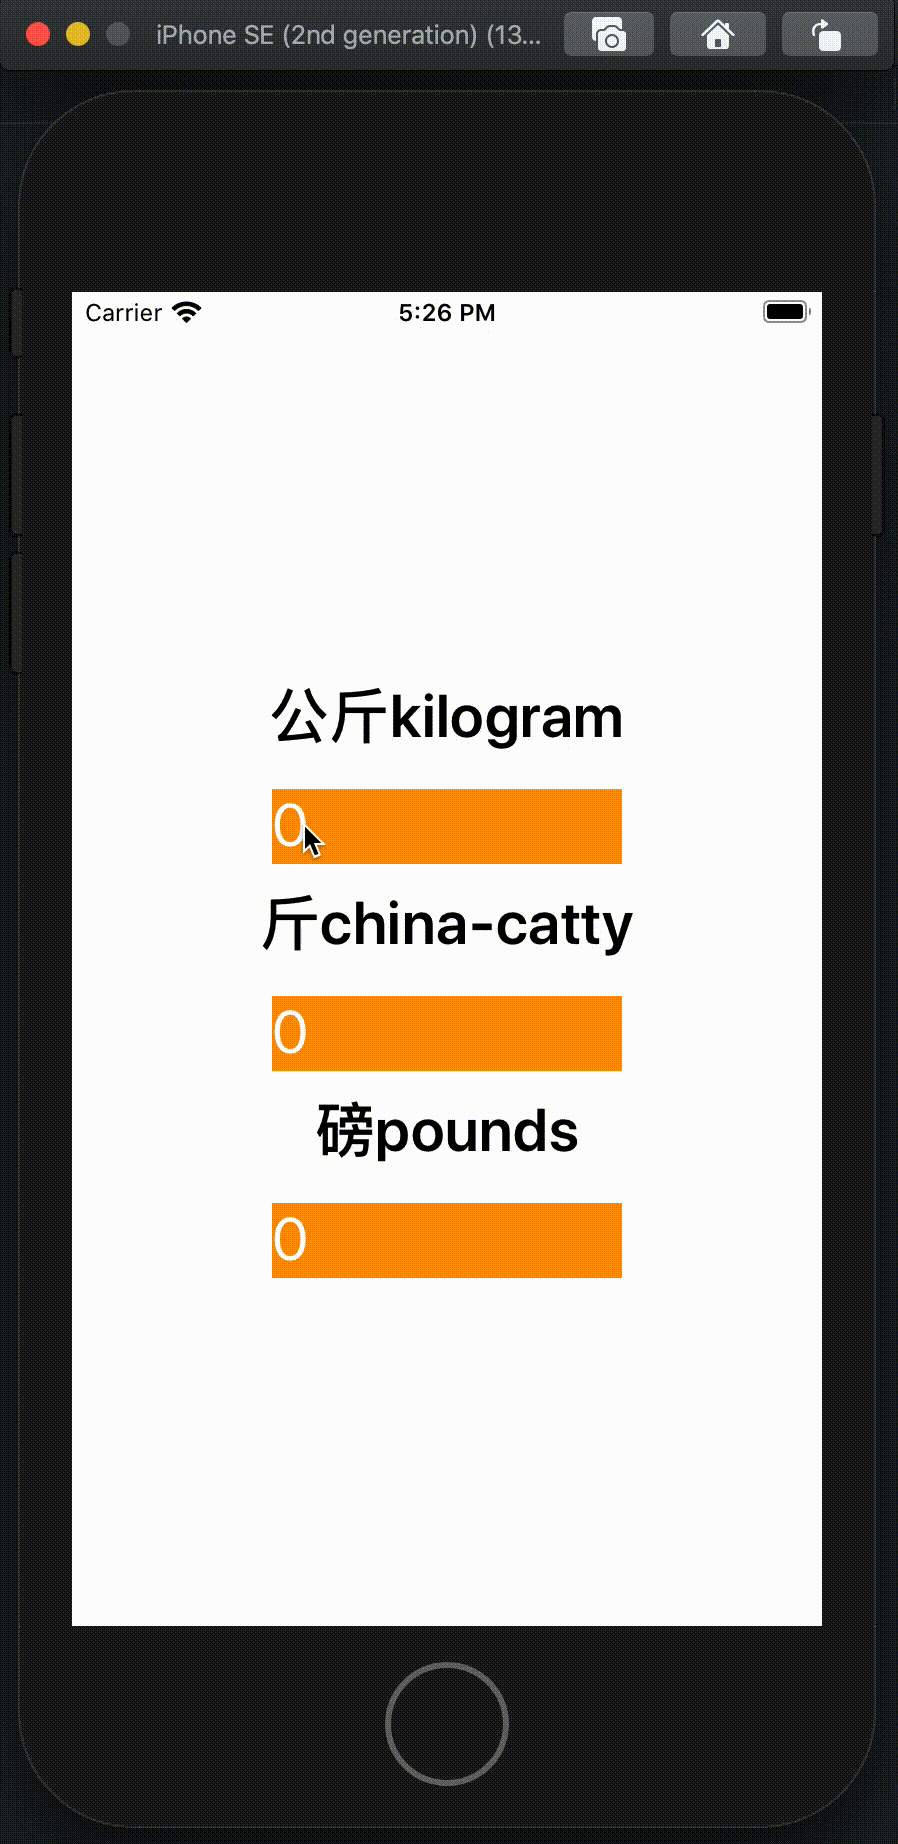 iPhone SE (2nd generation) (13...
Carrier
5:26 PM
公斤kilogram
0
斤china-catty
0
磅pounds
0